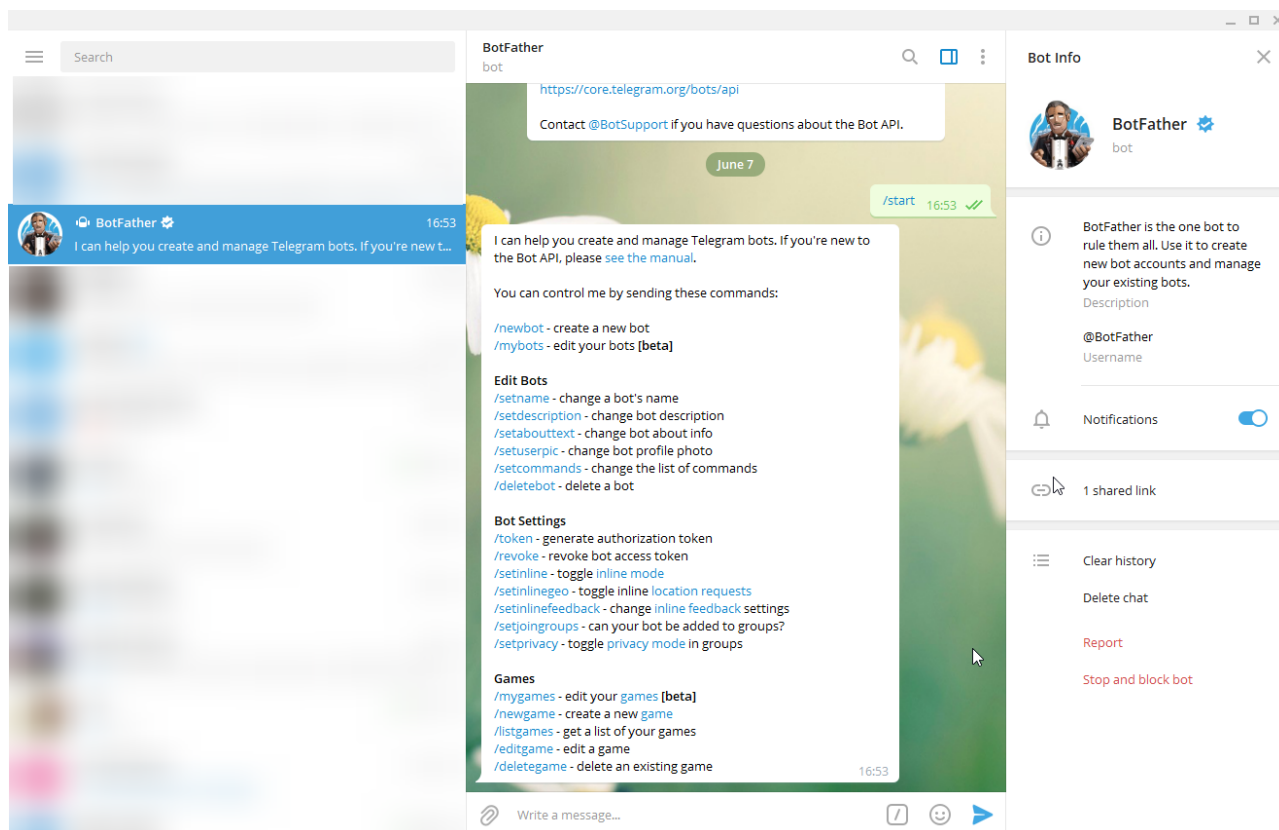 Search
BotFather
16:53
I can help you create and manage Telegram bots. If you're new t...
BotFather
bot
https://core.telegram.org/bots/api
Contact @BotSupport if you have questions about the Bot API.
June 7
/start 16:53
I can help you create and manage Telegram bots. If you're new to
the Bot API, please see the manual.
You can control me by sending these commands:
/newbot - create a new bot
/mybots - edit your bots [beta]
Edit Bots
/setname - change a bot's name
/setdescription - change bot description
/setabouttext - change bot about info
/setuserpic - change bot profile photo
/setcommands - change the list of commands
/deletebot - delete a bot
Bot Settings
/token - generate authorization token
/revoke - revoke bot access token
/setinline - toggle inline mode
/setinlinegeo - toggle inline location requests
/setinlinefeedback - change inline feedback settings
/setjoingroups - can your bot be added to groups?
/setprivacy - toggle privacy mode in groups
Games
/mygames - edit your games [beta]
/newgame - create a new game
/listgames - get a list of your games
/editgame - edit a game
/deletegame - delete an existing game
16:53
Write a message...
Bot Info
BotFather
bot
BotFather is the one bot to
rule them all. Use it to create
new bot accounts and manage
your existing bots.
Description
@BotFather
Username
Notifications
1 shared link
Clear history
Delete chat
Report
Stop and block bot